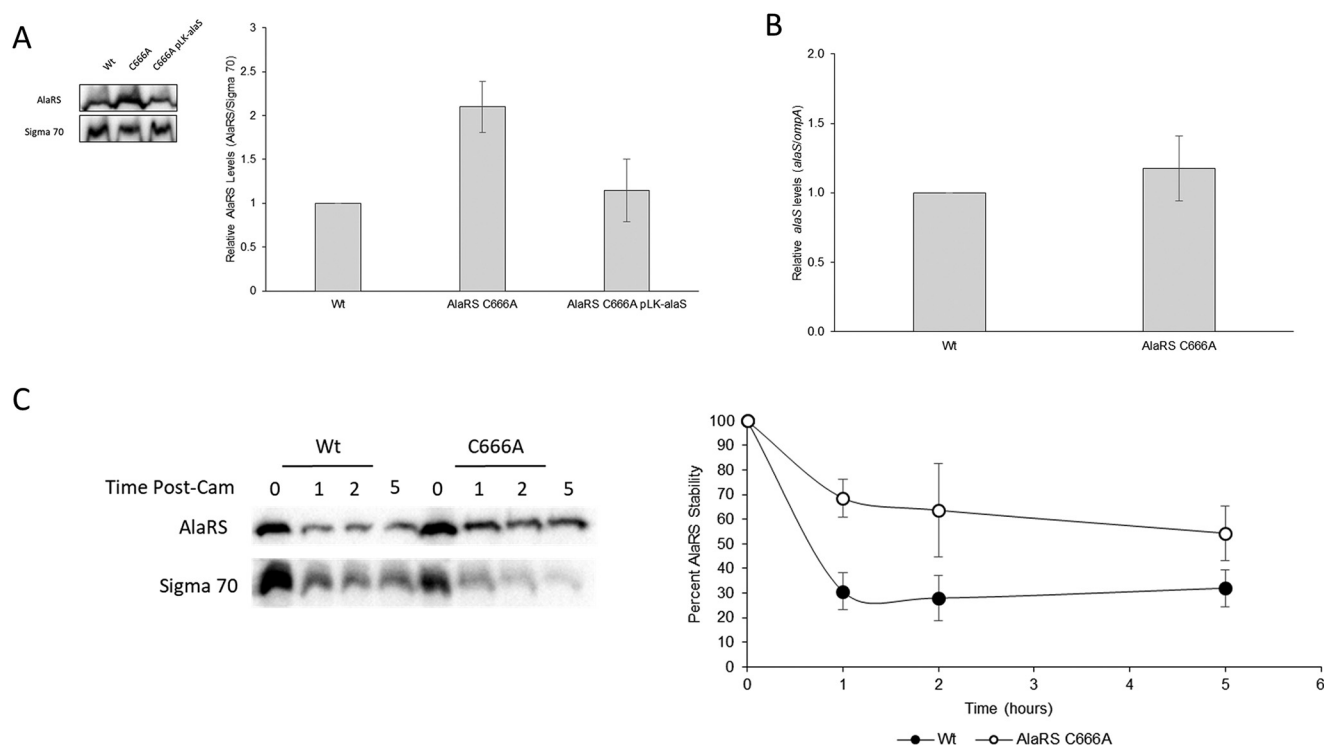 A
Wt
C666A
C666A pLK-alaS
AlaRS
Sigma 70
Relative AlaRS Levels (AlaRS/Sigma 70)
3
2.5
2
1.5
1
0.5
0
Wt
AlaRS C666A
AlaRS C666A pLK-alaS
B
Relative alaS levels (alaS/ompA)
2.0
1.5
1.0
0.5
0.0
Wt
AlaRS C666A
C
Wt
C666A
Time Post-Cam 0 1 2 5 0 1 2 5
AlaRS
Sigma 70
Percent AlaRS Stability
100
90
80
70
60
50
40
30
20
10
0
0 1 2 3 4 5 6
Time (hours)
Wt
AlaRS C666A